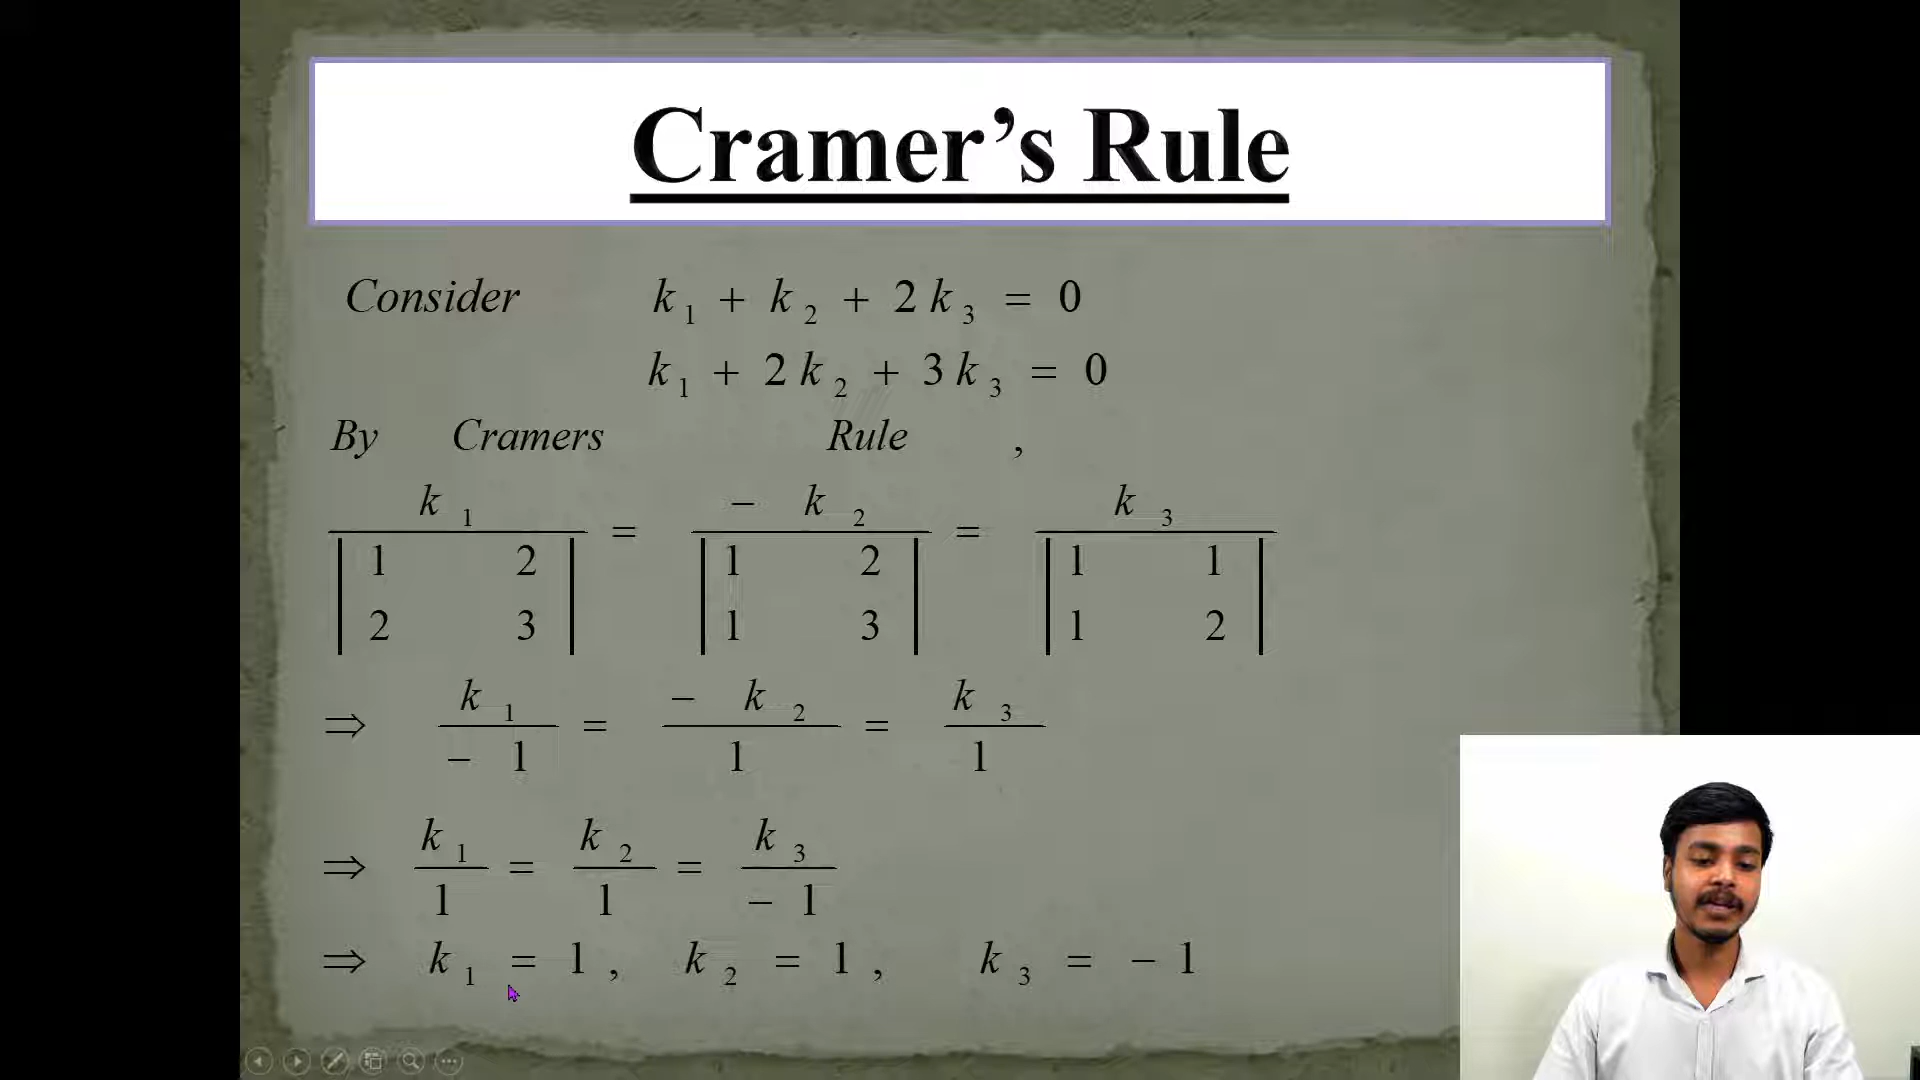 Cramer’s Rule
Consider k₁ + k₂ + 2k₃ = 0
k₁ + 2k₂ + 3k₃ = 0
By Cramers Rule ,
k₁ = − k₂ = k₃
|1 2| |1 2| |1 1|
|2 3| |1 3| |1 2|
⇒ k₁/− 1 = − k₂/1 = k₃/1
⇒ k₁/1 = k₂/1 = k₃/− 1
⇒ k₁ = 1 , k₂ = 1 , k₃ = − 1